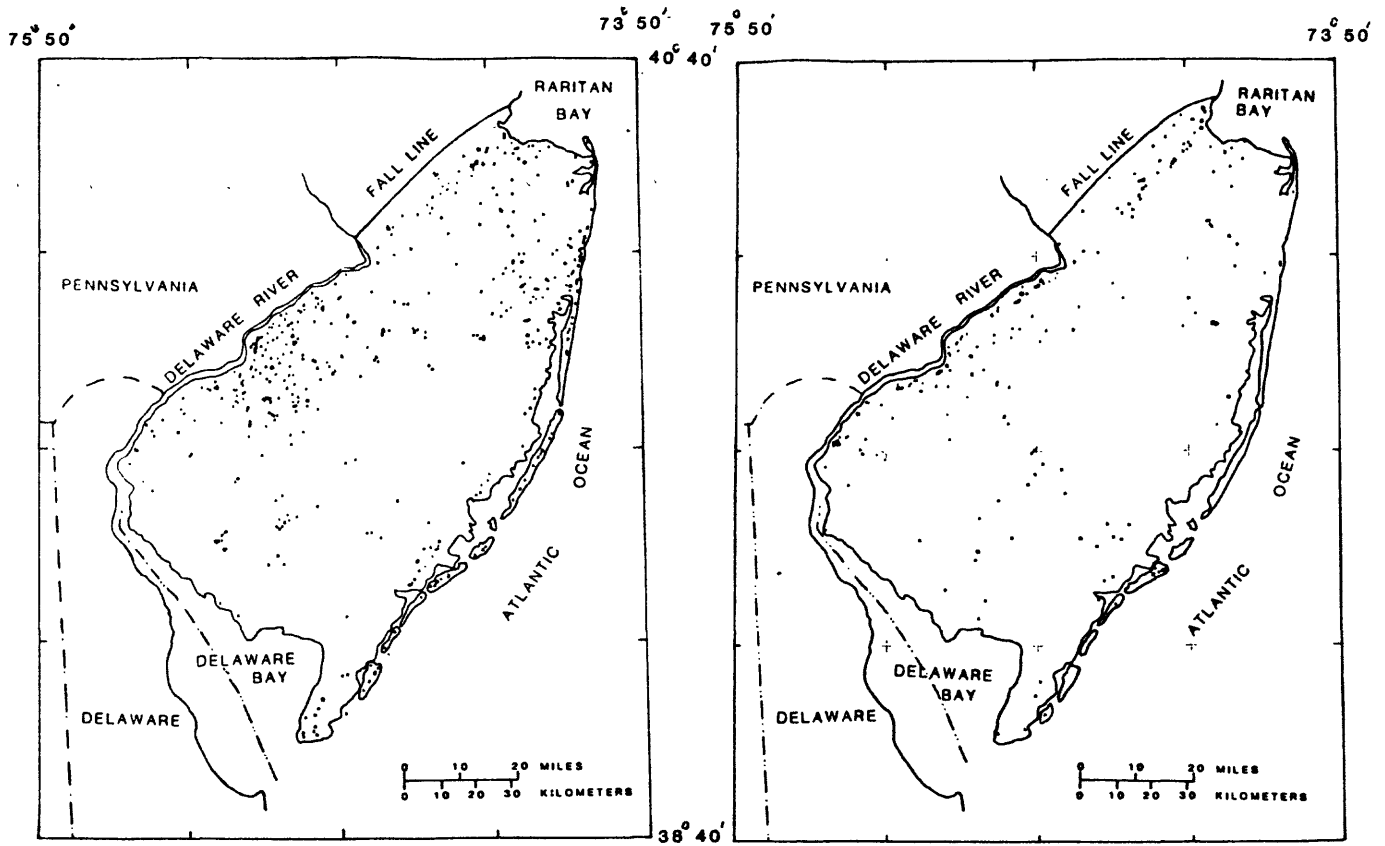 75° 50'
73° 50'
40° 40'
RARITAN
BAY
FALL LINE
PENNSYLVANIA
DELAWARE RIVER
OCEAN
ATLANTIC
DELAWARE
BAY
DELAWARE
0 10 20 MILES
0 10 20 30 KILOMETERS
38° 40'
75° 50'
73° 50'
RARITAN
BAY
FALL LINE
PENNSYLVANIA
DELAWARE RIVER
OCEAN
ATLANTIC
DELAWARE
BAY
DELAWARE
0 10 20 MILES
0 10 20 30 KILOMETERS